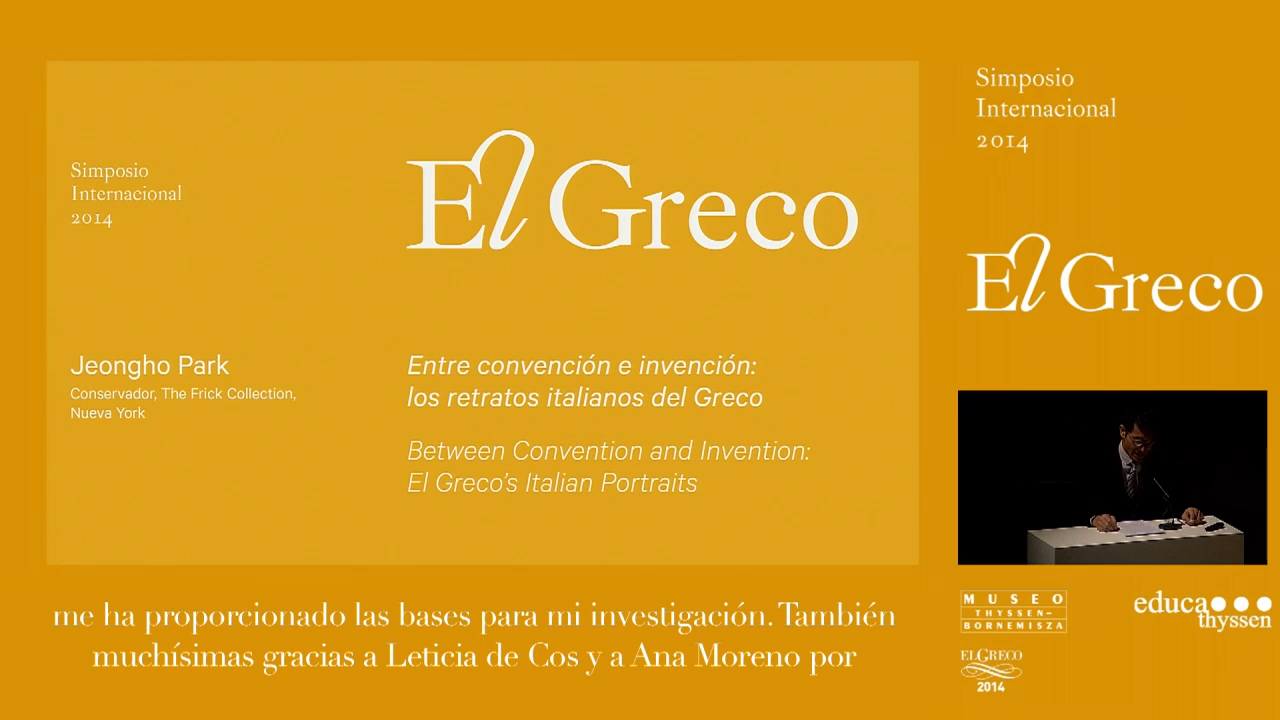 Simposio
Internacional
2014
El Greco
Jeongho Park
Conservador, The Frick Collection,
Nueva York
Entre convención e invención:
los retratos italianos del Greco
Between Convention and Invention:
El Greco's Italian Portraits
me ha proporcionado las bases para mi investigación. También
muchísimas gracias a Leticia de Cos y a Ana Moreno por
Simposio
Internacional
2014
El Greco
MUSEO
THYSSEN-
BORNEMISZA
educa
thyssen
EL GRECO
2014